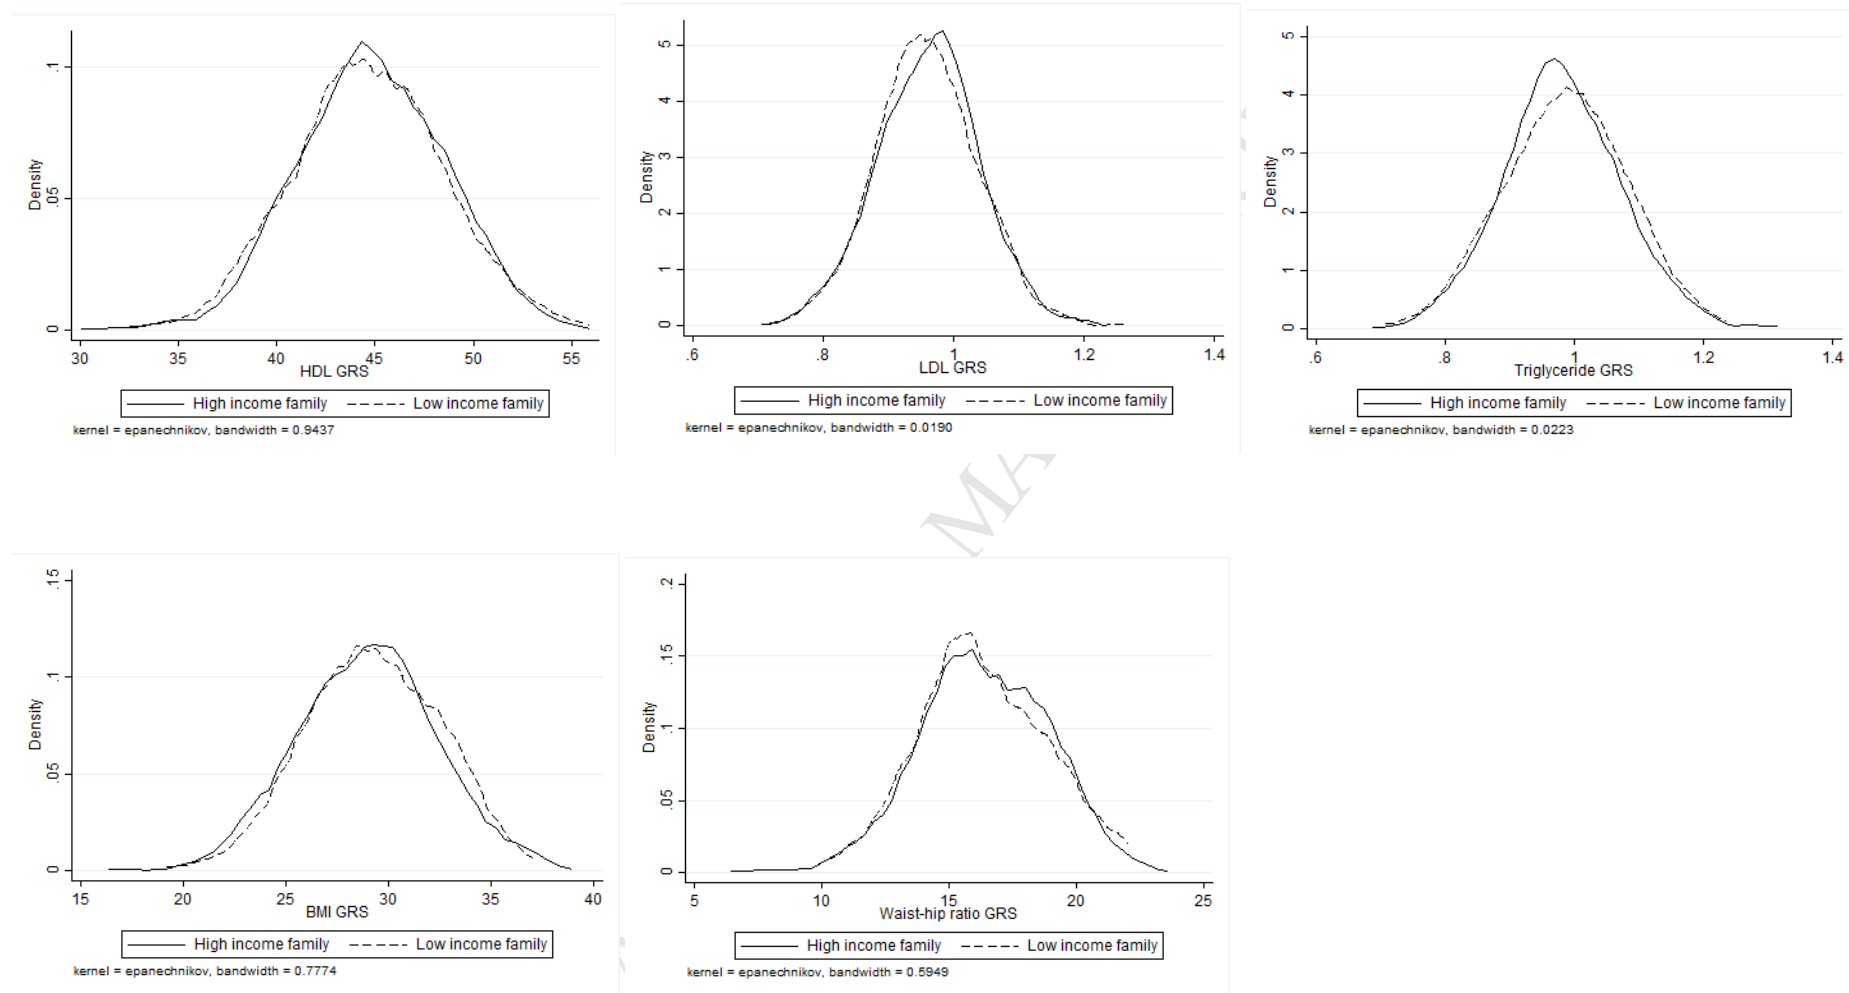 Density
0 .05 .1
30 35 40 45 50 55
HDL GRS
High income family Low income family
kernel = epanechnikov, bandwidth = 0.9437
Density
0 1 2 3 4 5
.6 .8 1 1.2 1.4
LDL GRS
High income family Low income family
kernel = epanechnikov, bandwidth = 0.0190
Density
0 1 2 3 4 5
.6 .8 1 1.2 1.4
Triglyceride GRS
High income family Low income family
kernel = epanechnikov, bandwidth = 0.0223
MA
Density
0 .05 .1 .15
15 20 25 30 35 40
BMI GRS
High income family Low income family
kernel = epanechnikov, bandwidth = 0.7774
Density
0 .05 .1 .15 .2
5 10 15 20 25
Waist-hip ratio GRS
High income family Low income family
kernel = epanechnikov, bandwidth = 0.5949